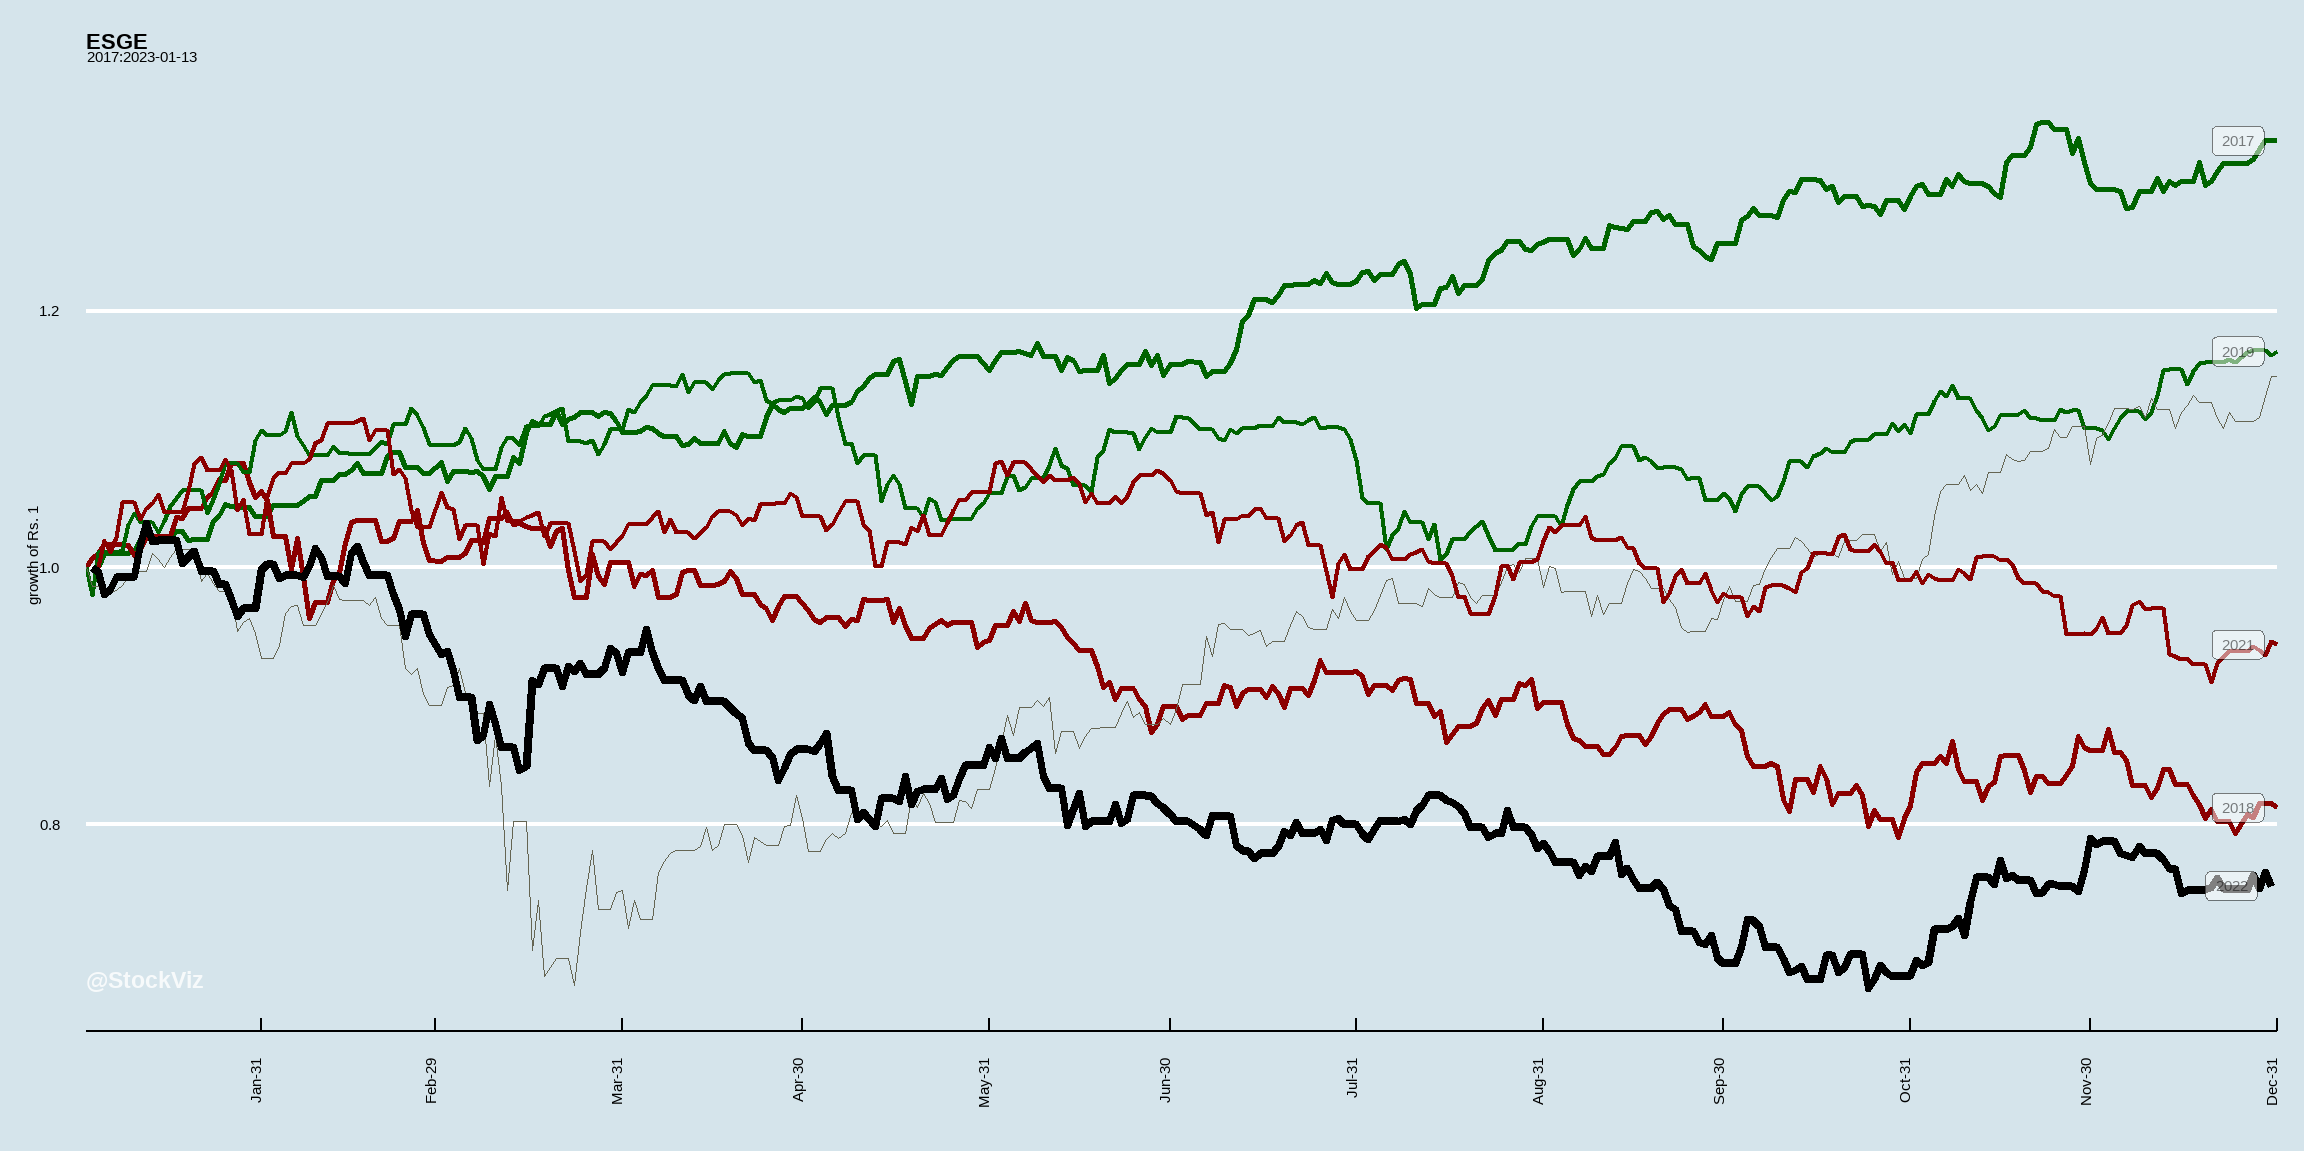 ESGE
2017:2023-01-13
growth of Rs. 1
1.2
1.0
0.8
2017
2019
2021
2018
2022
@StockViz
Jan-31
Feb-29
Mar-31
Apr-30
May-31
Jun-30
Jul-31
Aug-31
Sep-30
Oct-31
Nov-30
Dec-31